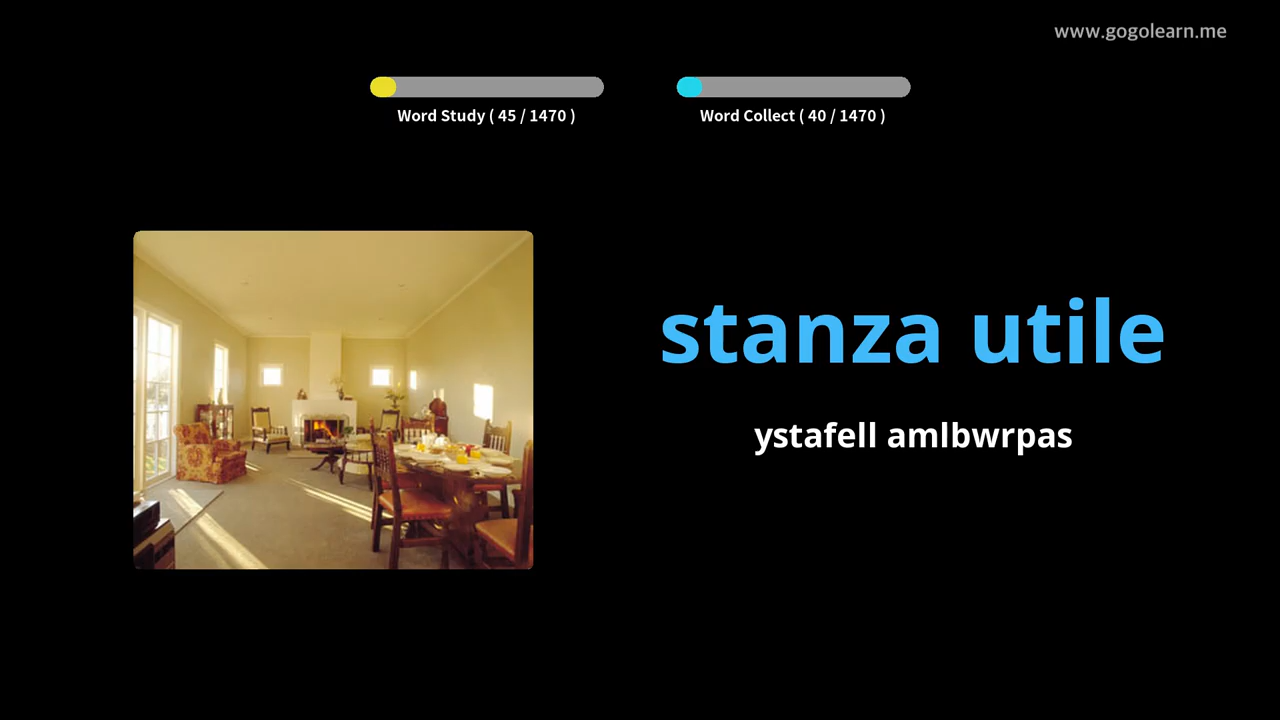 www.gogolearn.me
Word Study ( 45 / 1470 )
Word Collect ( 40 / 1470 )
stanza utile
ystafell amlbwrpas